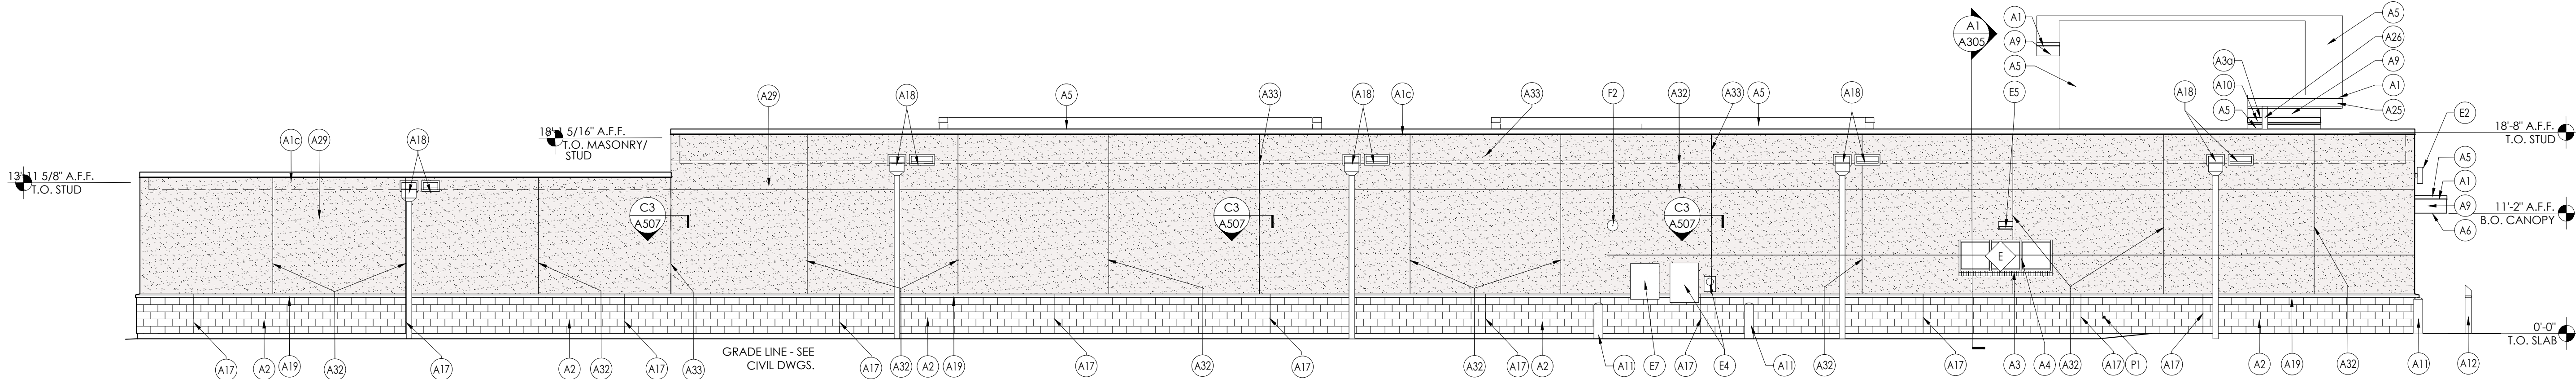 A1
A305
A1
A9
A5
A5
A26
A9
A1
A25
A3a
A10
A5
A18
E2
E5
A29
A18
A5
A33
A18
A1c
A33
F2
A32
A33
A5
A18
A1c
A29
A18
18'-1 5/16" A.F.F.
T.O. MASONRY/
STUD
18'-8" A.F.F.
T.O. STUD
13'-11 5/8" A.F.F.
T.O. STUD
A5
A1
A9
A6
11'-2" A.F.F.
B.O. CANOPY
C3
A507
C3
A507
C3
A507
E
0'-0"
T.O. SLAB
GRADE LINE - SEE
CIVIL DWGS.
A17
A2
A19
A32
A17
A2
A32
A17
A33
A17
A32
A2
A19
A17
A32
A17
A32
A17
A2
A11
E7
A17
E4
A11
A32
A17
A3
A4
A32
A17
P1
A17
A2
A19
A32
A11
A12